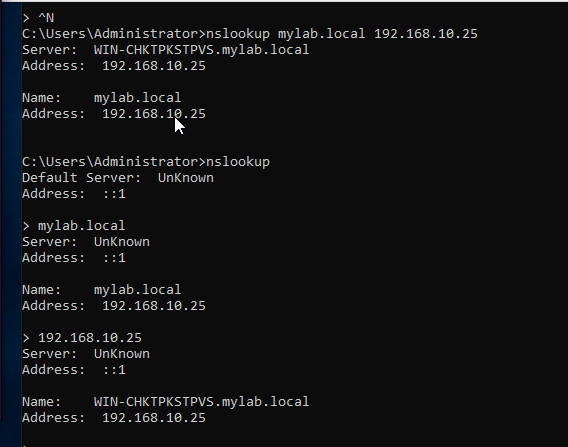 > ^N
C:\Users\Administrator>nslookup mylab.local 192.168.10.25
Server:  WIN-CHKTPKSTPVS.mylab.local
Address:  192.168.10.25
Name:    mylab.local
Address:  192.168.10.25
C:\Users\Administrator>nslookup
Default Server:  UnKnown
Address:  ::1
> mylab.local
Server:  UnKnown
Address:  ::1
Name:    mylab.local
Address:  192.168.10.25
> 192.168.10.25
Server:  UnKnown
Address:  ::1
Name:    WIN-CHKTPKSTPVS.mylab.local
Address:  192.168.10.25